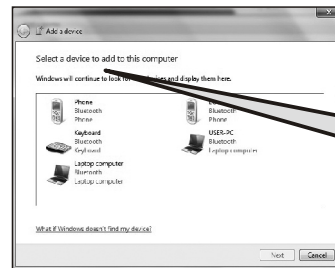 Add a device
Select a device to add to this computer
Windows will continue to look for and display them here.
Phone
Bluetooth
Phone
Bluetooth
Phone
Keyboard
Bluetooth
Keyboard
USER-PC
Bluetooth
Laptop computer
Laptop computer
Bluetooth
Laptop computer
What if Windows doesn't find my device?
Next
Cancel